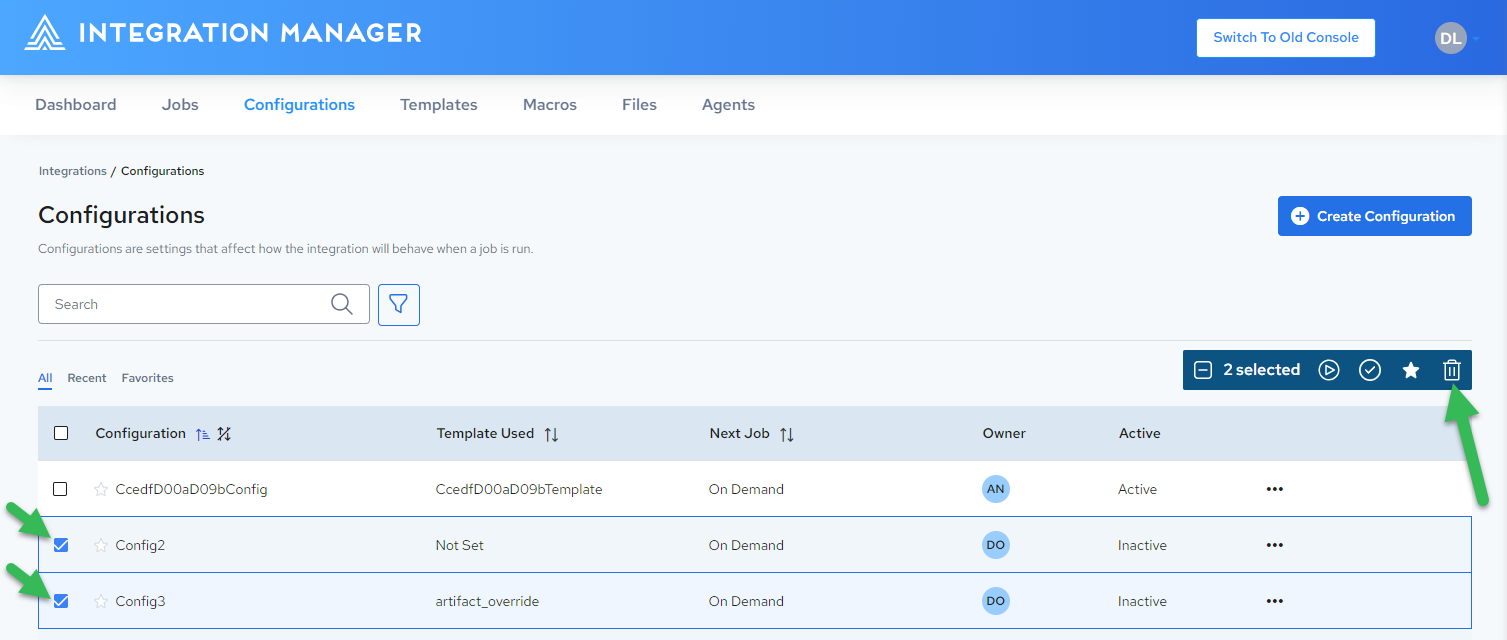 INTEGRATION MANAGER
Switch To Old Console
DL
Dashboard Jobs Configurations Templates Macros Files Agents
Integrations / Configurations
Configurations
Create Configuration
Configurations are settings that affect how the integration will behave when a job is run.
Search
2 selected
All Recent Favorites
Configuration Template Used Next Job Owner Active
CcedfD00aD09bConfig CcedfD00aD09bTemplate On Demand AN Active
Config2 Not Set On Demand DO Inactive
Config3 artifact_override On Demand DO Inactive